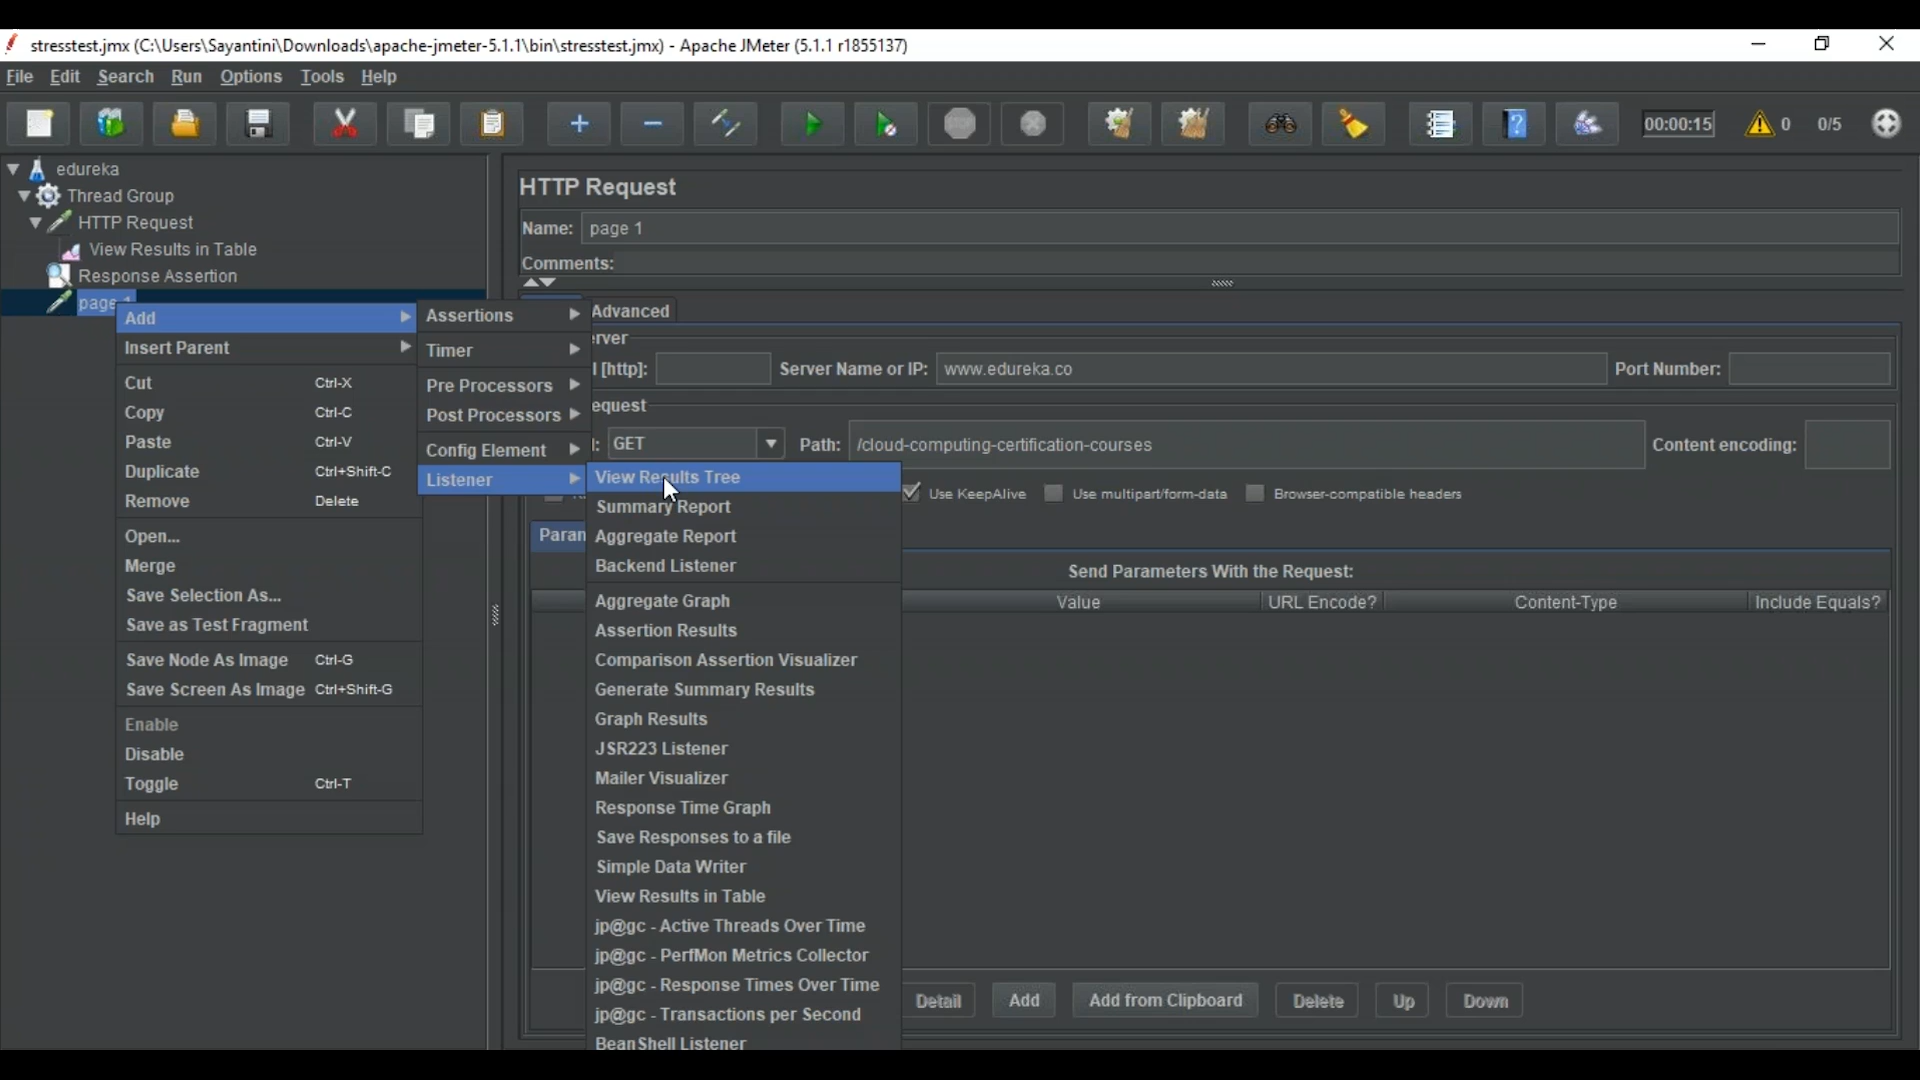 stresstest.jmx (C:\Users\Sayantini\Downloads\apache-jmeter-5.1.1\bin\stresstest.jmx) - Apache JMeter (5.1.1 r1855137)
File Edit Search Run Options Tools Help
00:00:15 0 0/5
edureka
Thread Group
HTTP Request
View Results in Table
Response Assertion
page 1
HTTP Request
Name: page 1
Comments:
Advanced
erver
l [http]: Server Name or IP: www.edureka.co Port Number:
equest
: GET Path: /cloud-computing-certification-courses Content encoding:
Use KeepAlive Use multipart/form-data Browser-compatible headers
Param
Send Parameters With the Request:
Value URL Encode? Content-Type Include Equals?
Detail Add Add from Clipboard Delete Up Down
Add
Insert Parent
Cut Ctrl-X
Copy Ctrl-C
Paste Ctrl-V
Duplicate Ctrl+Shift-C
Remove Delete
Open...
Merge
Save Selection As...
Save as Test Fragment
Save Node As Image Ctrl-G
Save Screen As Image Ctrl+Shift-G
Enable
Disable
Toggle Ctrl-T
Help
Assertions
Timer
Pre Processors
Post Processors
Config Element
Listener
View Results Tree
Summary Report
Aggregate Report
Backend Listener
Aggregate Graph
Assertion Results
Comparison Assertion Visualizer
Generate Summary Results
Graph Results
JSR223 Listener
Mailer Visualizer
Response Time Graph
Save Responses to a file
Simple Data Writer
View Results in Table
jp@gc - Active Threads Over Time
jp@gc - PerfMon Metrics Collector
jp@gc - Response Times Over Time
jp@gc - Transactions per Second
BeanShell Listener